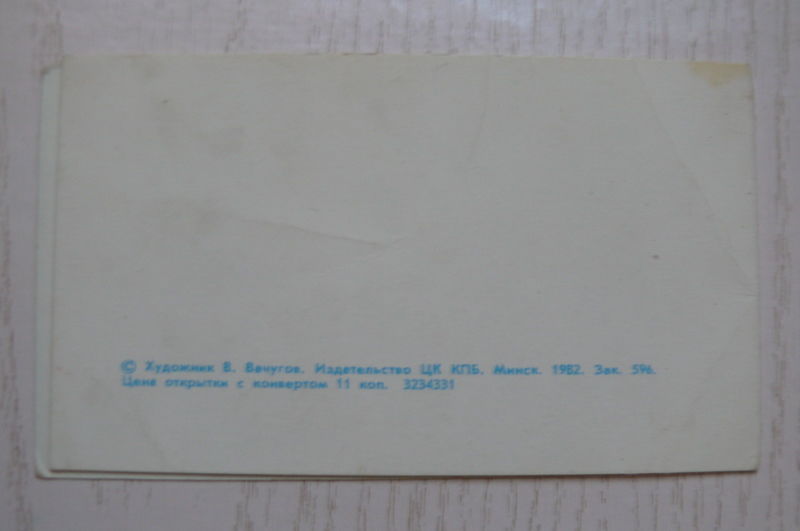 © Художник В. Вачугов. Издательство ЦК КПБ. Минск. 1982. Зак. 596.
Цена открытки с конвертом 11 коп. 3234331